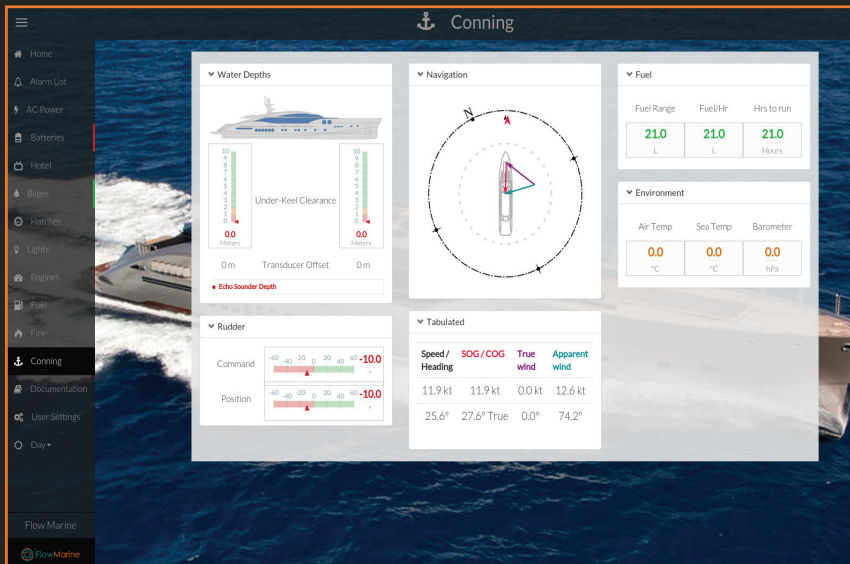 Conning
Home
Alarm List
AC Power
Batteries
Hotel
Bilges
Hatches
Lights
Engines
Fuel
Fire
Conning
Documentation
User Settings
Day
Flow Marine
FlowMarine
Water Depths
10 10
9 9
8 8
7 7
6 6
5 5
4 4
3 3
2 2
1 1
0 0
Under-Keel Clearance
0.0 0.0
Meters Meters
0 m Transducer Offset 0 m
Echo Sounder Depth
Rudder
Command -60 -40 -20 0 20 40 60 -10.0
°
Position -60 -40 -20 0 20 40 60 -10.0
°
Navigation
N
Tabulated
Speed / Heading SOG / COG True wind Apparent wind
11.9 kt 11.9 kt 0.0 kt 12.6 kt
25.6° 27.6° True 0.0° 74.2°
Fuel
Fuel Range Fuel/Hr Hrs to run
21.0 21.0 21.0
L L Hours
Environment
Air Temp Sea Temp Barometer
0.0 0.0 0.0
°C °C hPa